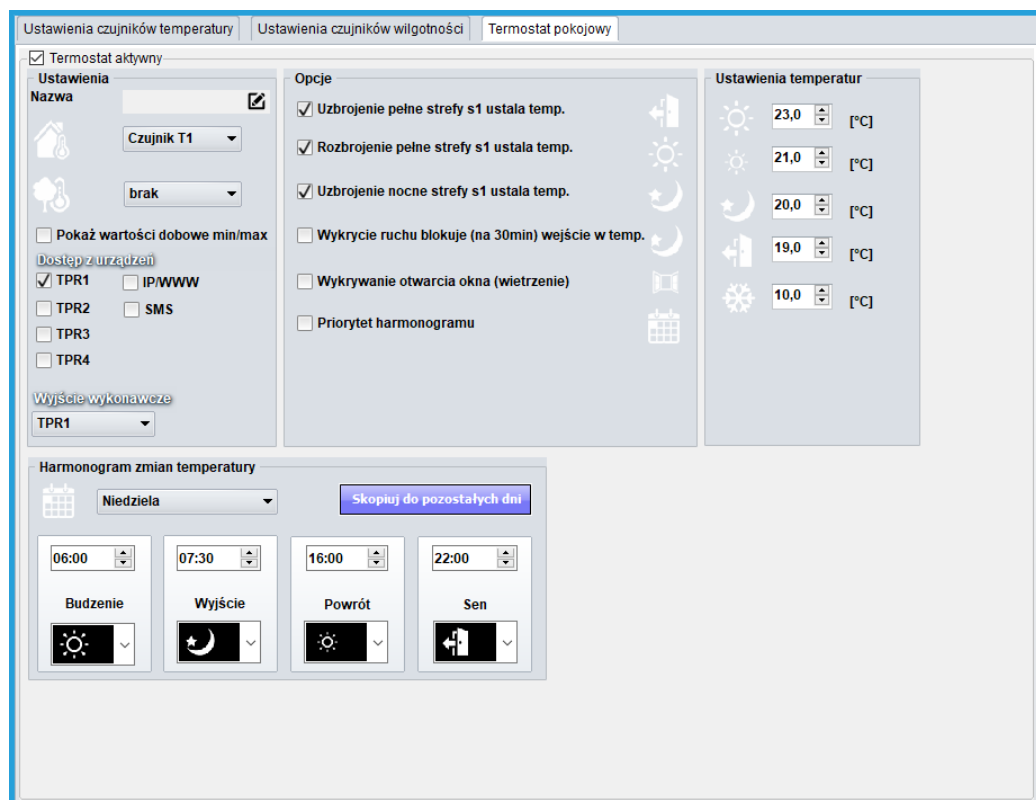 Ustawienia czujników temperatury Ustawienia czujników wilgotności Termostat pokojowy
Termostat aktywny
Ustawienia
Nazwa
Czujnik T1
brak
Pokaż wartości dobowe min/max
Dostęp z urządzeń
TPR1 IP/WWW
TPR2 SMS
TPR3
TPR4
Wyjście wykonawcze
TPR1
Opcje
Uzbrojenie pełne strefy s1 ustala temp.
Rozbrojenie pełne strefy s1 ustala temp.
Uzbrojenie nocne strefy s1 ustala temp.
Wykrycie ruchu blokuje (na 30min) wejście w temp.
Wykrywanie otwarcia okna (wietrzenie)
Priorytet harmonogramu
Ustawienia temperatur
23,0 [°C]
21,0 [°C]
20,0 [°C]
19,0 [°C]
10,0 [°C]
Harmonogram zmian temperatury
Niedziela Skopiuj do pozostałych dni
06:00 07:30 16:00 22:00
Budzenie Wyjście Powrót Sen